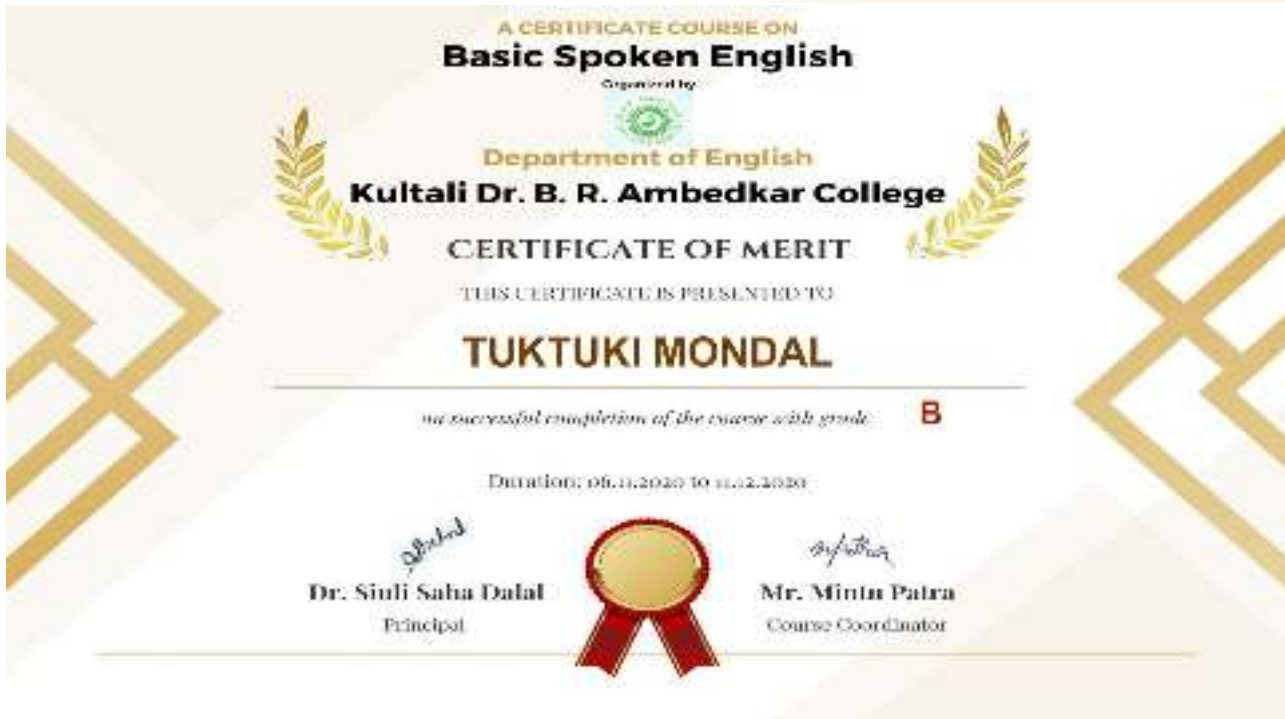 A CERTIFICATE COURSE ON
Basic Spoken English
Organized by
Department of English
Kultali Dr. B. R. Ambedkar College
CERTIFICATE OF MERIT
THIS CERTIFICATE IS PRESENTED TO
TUKTUKI MONDAL
on successful completion of the course with grade B
Duration: 06.11.2020 to 11.12.2020
Dr. Siuli Saha Dalal
Principal
Mr. Mintu Patra
Course Coordinator